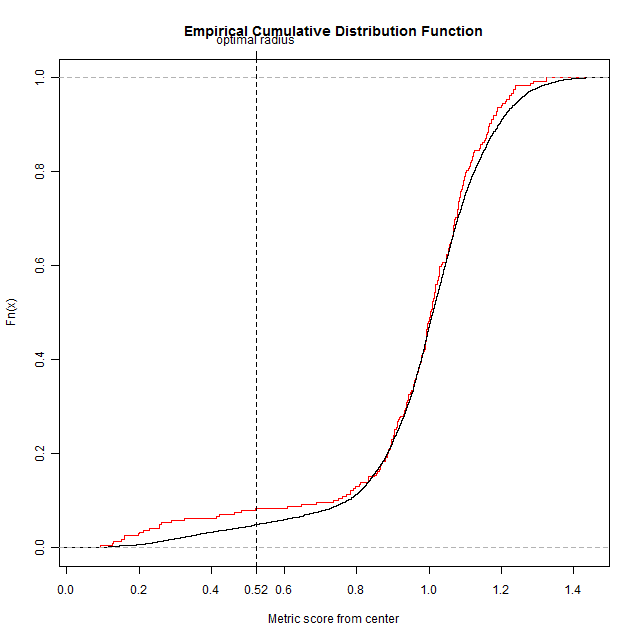 Empirical Cumulative Distribution Function
optimal radius
Fn(x)
1.0
0.8
0.6
0.4
0.2
0.0
0.0 0.2 0.4 0.52 0.6 0.8 1.0 1.2 1.4
Metric score from center